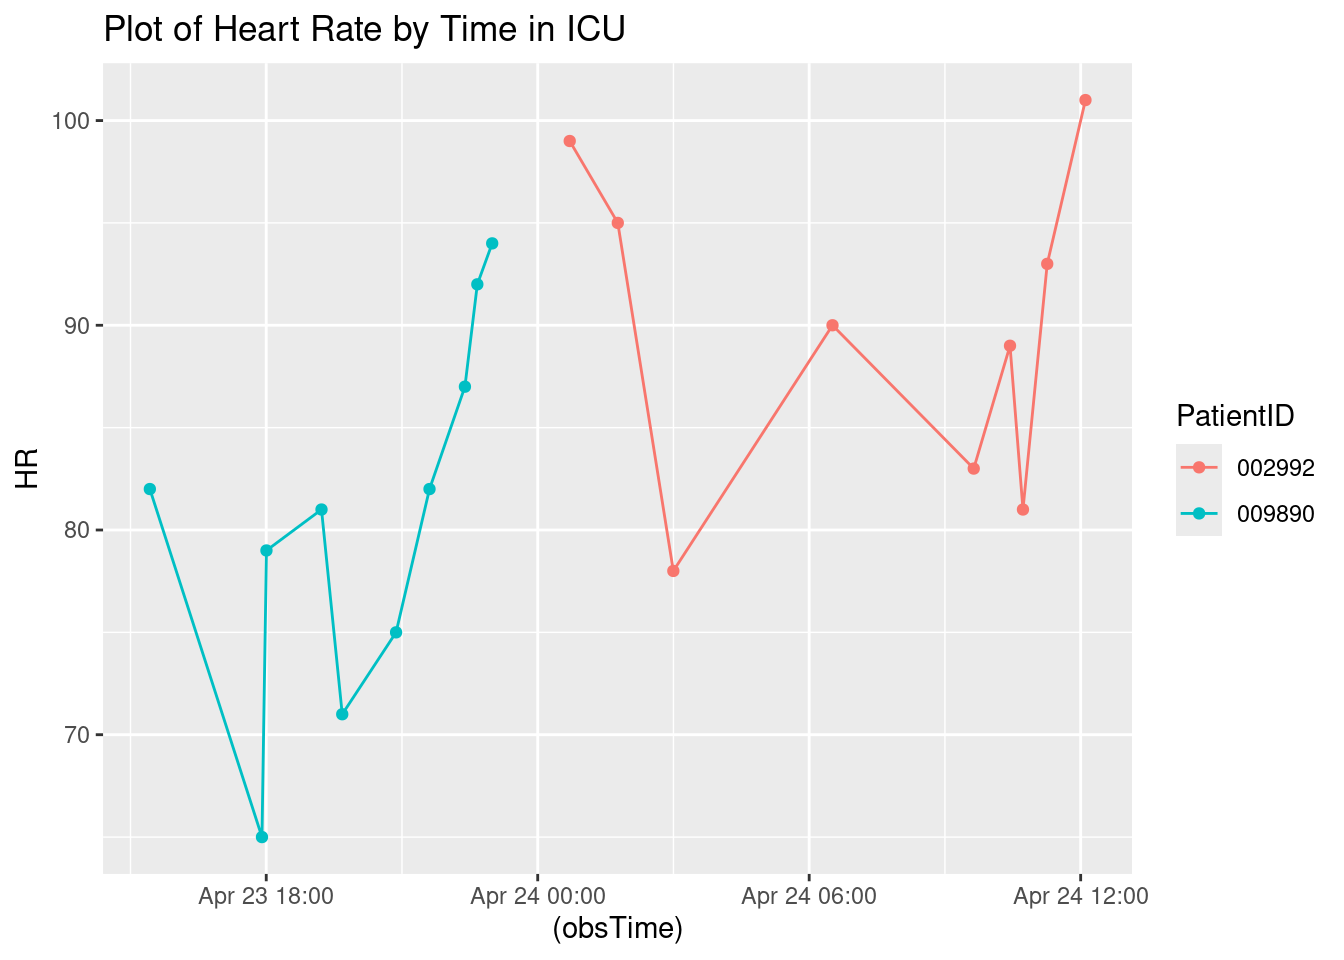 Plot of Heart Rate by Time in ICU
100
90
80
70
HR
Apr 23 18:00
Apr 24 00:00
Apr 24 06:00
Apr 24 12:00
(obsTime)
PatientID
002992
009890